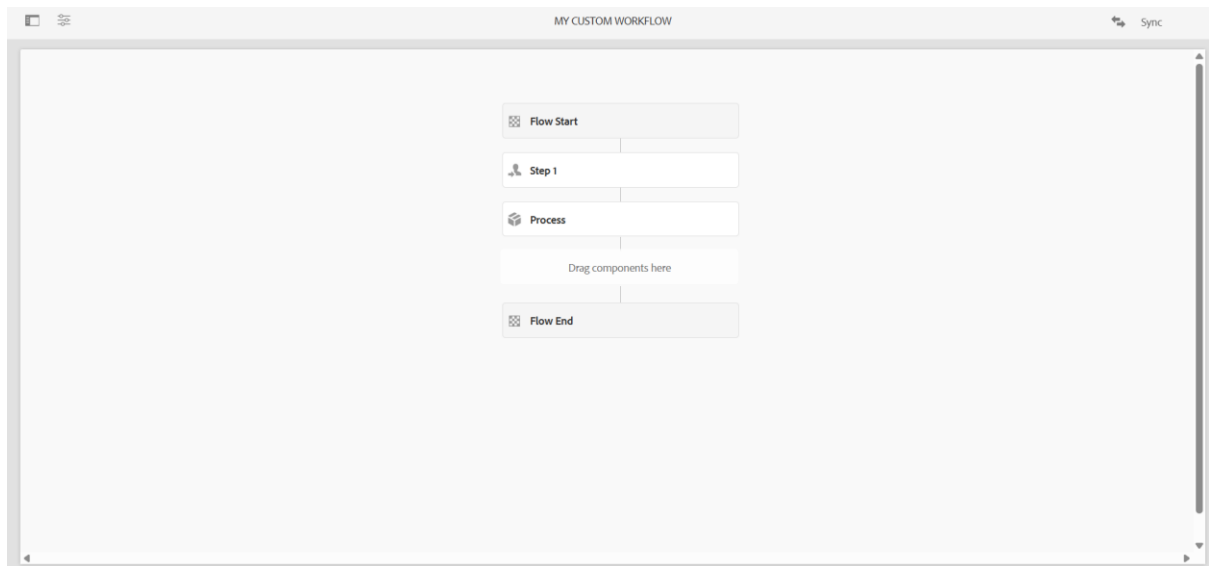 MY CUSTOM WORKFLOW
Sync
Flow Start
Step 1
Process
Drag components here
Flow End